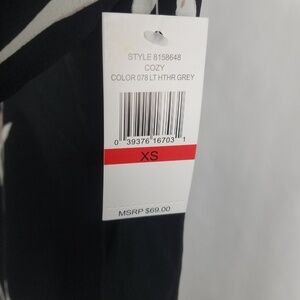 STYLE 8158648
COZY
COLOR 078 LT HTHR GREY
0 39376 16703 1
XS
MSRP $69.00